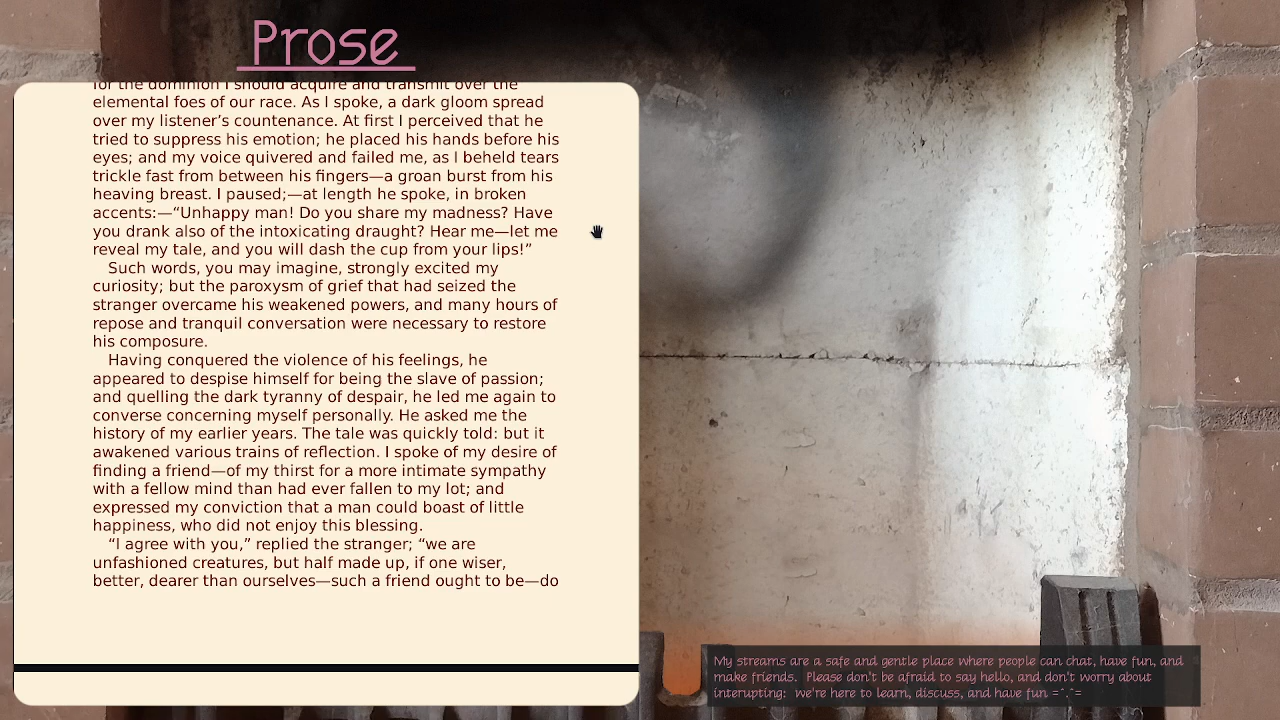 Prose
for the dominion I should acquire and transmit over the
elemental foes of our race. As I spoke, a dark gloom spread
over my listener’s countenance. At first I perceived that he
tried to suppress his emotion; he placed his hands before his
eyes; and my voice quivered and failed me, as I beheld tears
trickle fast from between his fingers—a groan burst from his
heaving breast. I paused;—at length he spoke, in broken
accents:—“Unhappy man! Do you share my madness? Have
you drank also of the intoxicating draught? Hear me—let me
reveal my tale, and you will dash the cup from your lips!”
Such words, you may imagine, strongly excited my
curiosity; but the paroxysm of grief that had seized the
stranger overcame his weakened powers, and many hours of
repose and tranquil conversation were necessary to restore
his composure.
Having conquered the violence of his feelings, he
appeared to despise himself for being the slave of passion;
and quelling the dark tyranny of despair, he led me again to
converse concerning myself personally. He asked me the
history of my earlier years. The tale was quickly told: but it
awakened various trains of reflection. I spoke of my desire of
finding a friend—of my thirst for a more intimate sympathy
with a fellow mind than had ever fallen to my lot; and
expressed my conviction that a man could boast of little
happiness, who did not enjoy this blessing.
“I agree with you,” replied the stranger; “we are
unfashioned creatures, but half made up, if one wiser,
better, dearer than ourselves—such a friend ought to be—do
My streams are a safe and gentle place where people can chat, have fun, and
make friends.  Please don't be afraid to say hello, and don't worry about
interupting:  we're here to learn, discuss, and have fun =^.^=